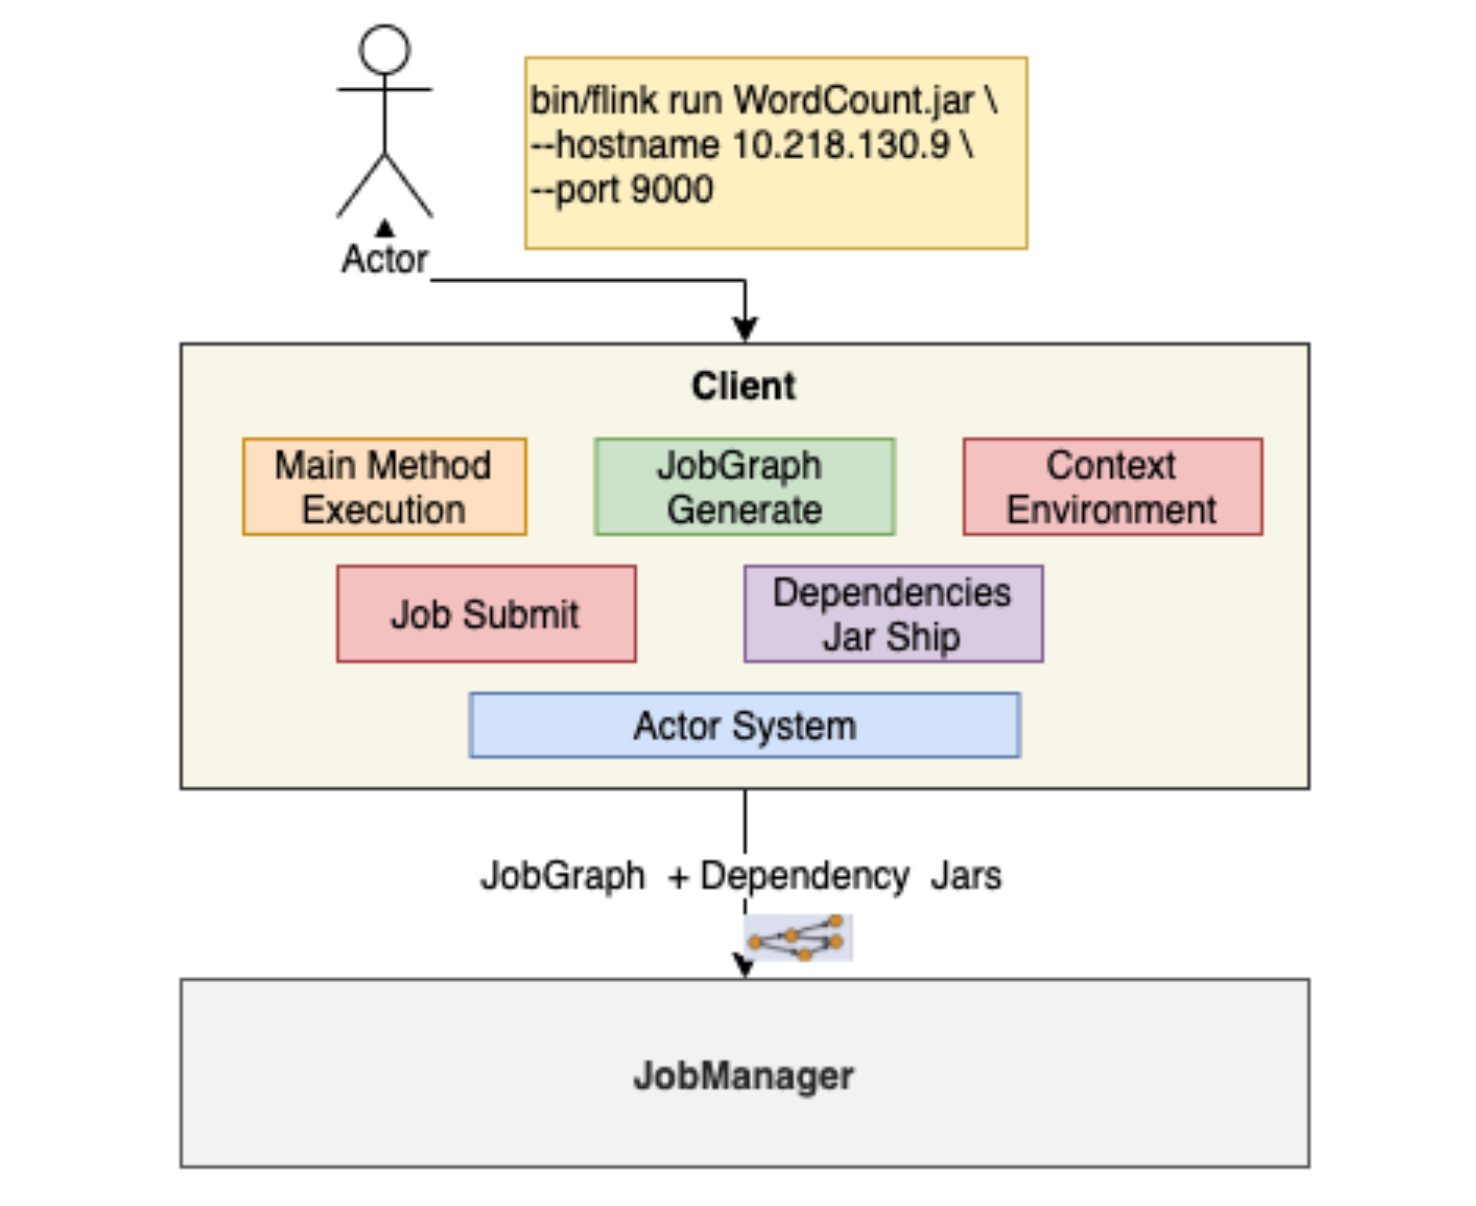 bin/flink run WordCount.jar \
--hostname 10.218.130.9 \
--port 9000
Actor
Client
Main Method
Execution
JobGraph
Generate
Context
Environment
Job Submit
Dependencies
Jar Ship
Actor System
JobGraph + Dependency Jars
JobManager